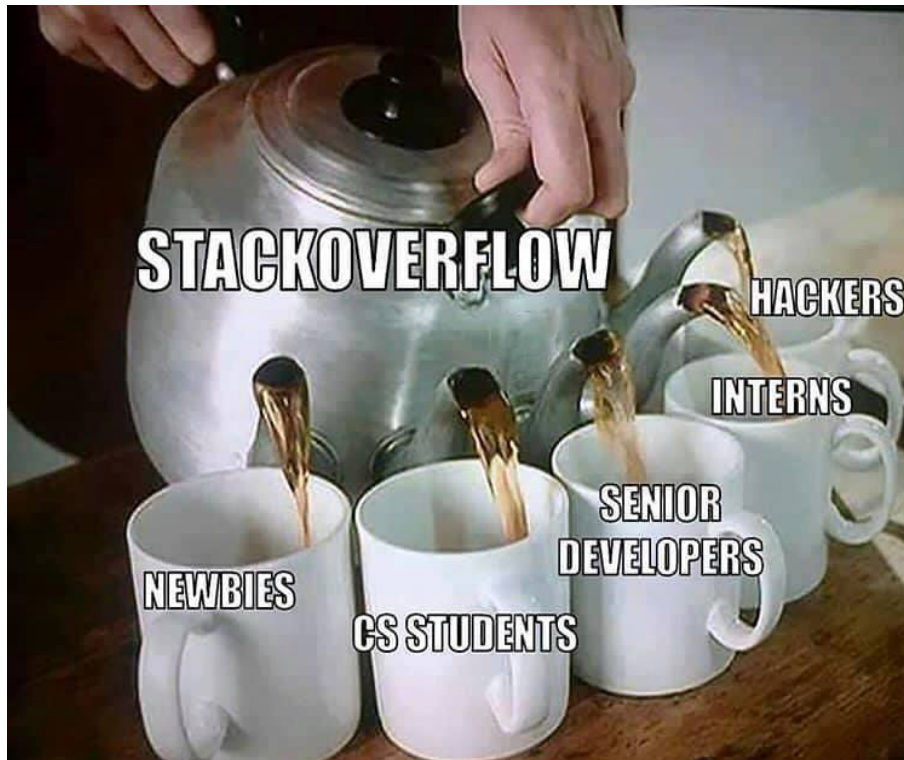 STACKOVERFLOW
HACKERS
INTERNS
SENIOR
DEVELOPERS
NEWBIES
CS STUDENTS